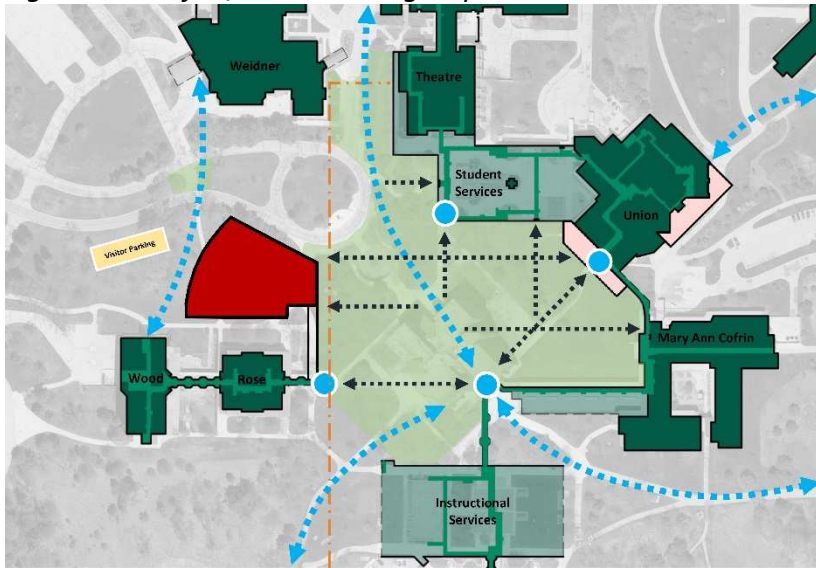 Weidner
Theatre
Student
Services
Union
Visitor Parking
Mary Ann Cofrin
Wood
Rose
Instructional
Services